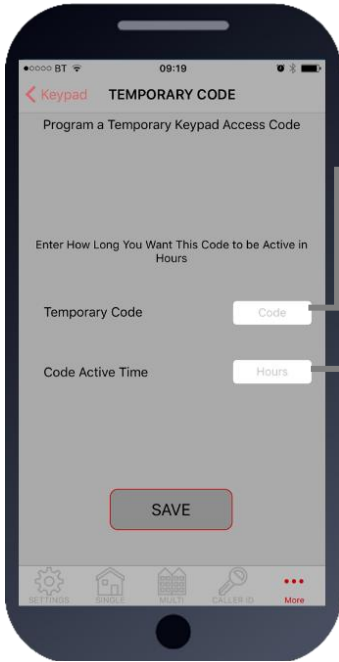 ●○○○○ BT 09:19
Keypad TEMPORARY CODE
Program a Temporary Keypad Access Code
Enter How Long You Want This Code to be Active in
Hours
Temporary Code Code
Code Active Time Hours
SAVE
SETTINGS SINGLE MULTI CALLER ID More